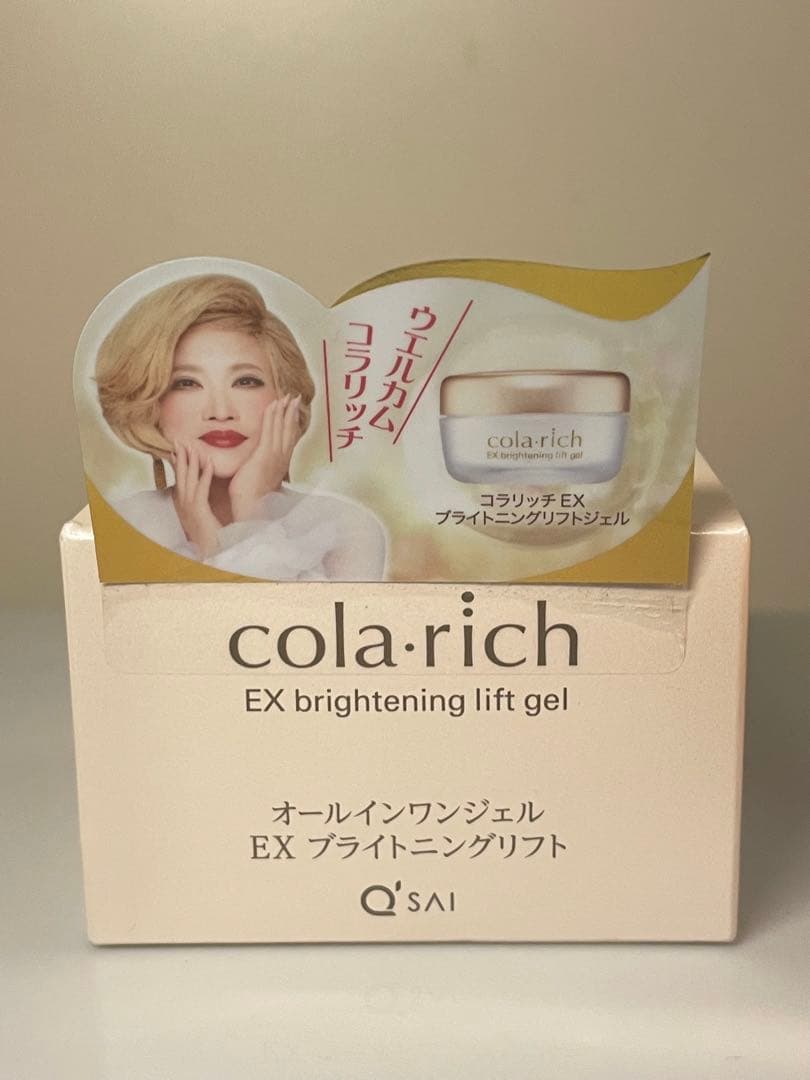 ウエルカム
コラリッチ
cola・rich
EX brightening lift gel
コラリッチ EX
ブライトニングリフトジェル
cola・rich
EX brightening lift gel
オールインワンジェル
EX ブライトニングリフト
Q'SAI